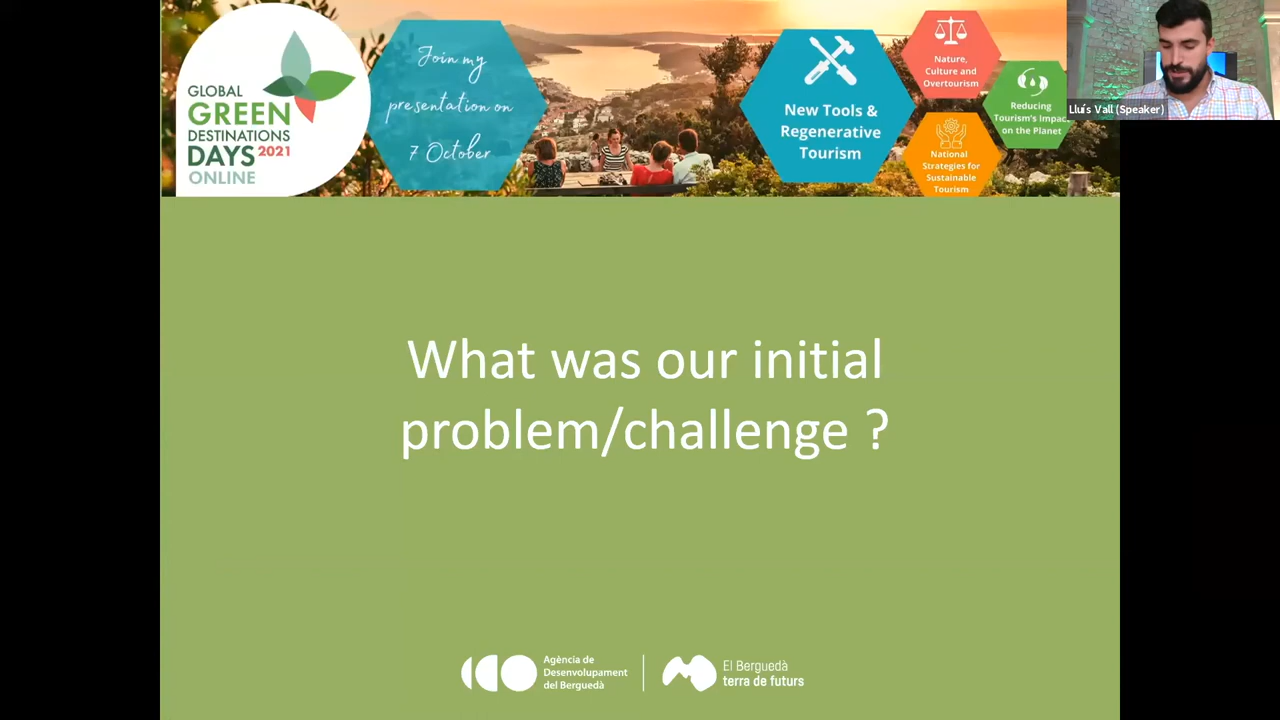 GLOBAL
GREEN
DESTINATIONS
DAYS 2021
ONLINE
Join my
presentation on
7 October
New Tools &
Regenerative
Tourism
Nature,
Culture and
Overtourism
Reducing
Tourism's Impac
on the Planet
National
Strategies for
Sustainable
Tourism
Lluís Vall (Speaker)
What was our initial
problem/challenge ?
Agència de
Desenvolupament
del Berguedà
El Berguedà
terra de futurs